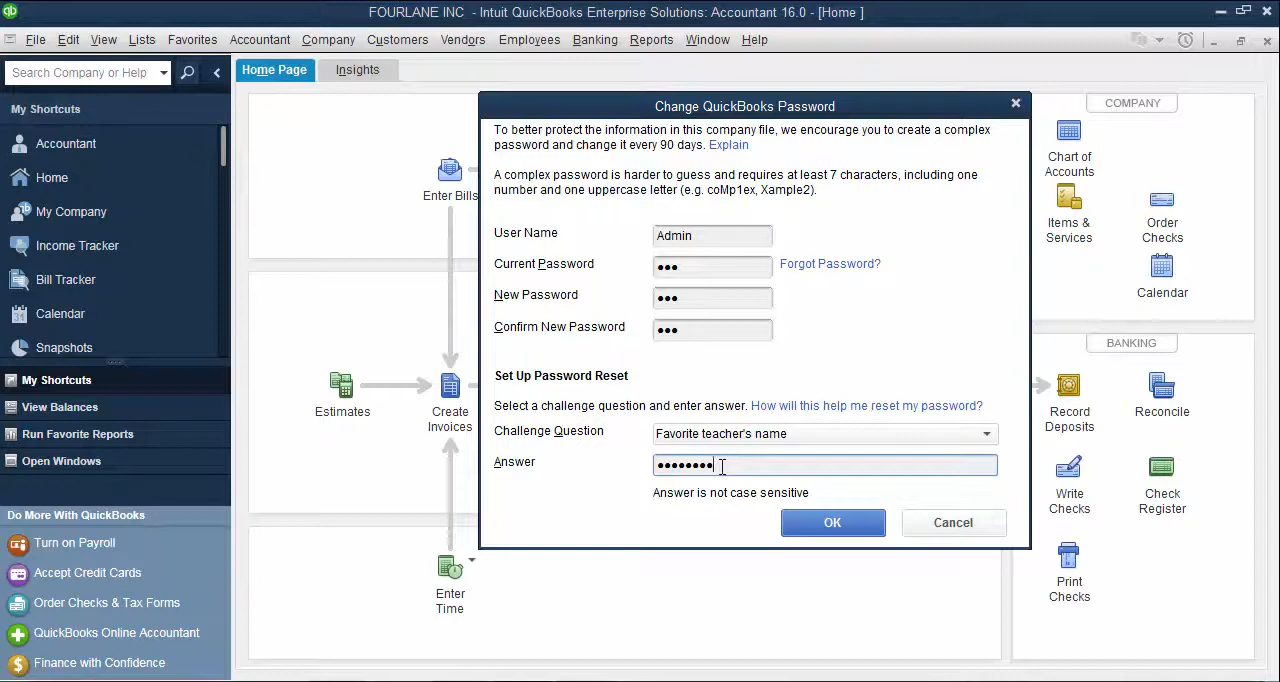 qb
FOURLANE INC - Intuit QuickBooks Enterprise Solutions: Accountant 16.0 - [Home ]
File Edit View Lists Favorites Accountant Company Customers Vendors Employees Banking Reports Window Help
Search Company or Help
Home Page Insights
My Shortcuts
Accountant
Home
My Company
Income Tracker
Bill Tracker
Calendar
Snapshots
My Shortcuts
View Balances
Run Favorite Reports
Open Windows
Do More With QuickBooks
Turn on Payroll
Accept Credit Cards
Order Checks & Tax Forms
QuickBooks Online Accountant
Finance with Confidence
Enter Bills
Estimates
Create
Invoices
Enter
Time
Change QuickBooks Password
To better protect the information in this company file, we encourage you to create a complex
password and change it every 90 days. Explain
A complex password is harder to guess and requires at least 7 characters, including one
number and one uppercase letter (e.g. coMp1ex, Xample2).
User Name Admin
Current Password ●●● Forgot Password?
New Password ●●●
Confirm New Password ●●●
Set Up Password Reset
Select a challenge question and enter answer. How will this help me reset my password?
Challenge Question Favorite teacher's name
Answer ●●●●●●●●
Answer is not case sensitive
OK Cancel
COMPANY
Chart of
Accounts
Items &
Services
Order
Checks
Calendar
BANKING
Record
Deposits
Reconcile
Write
Checks
Check
Register
Print
Checks